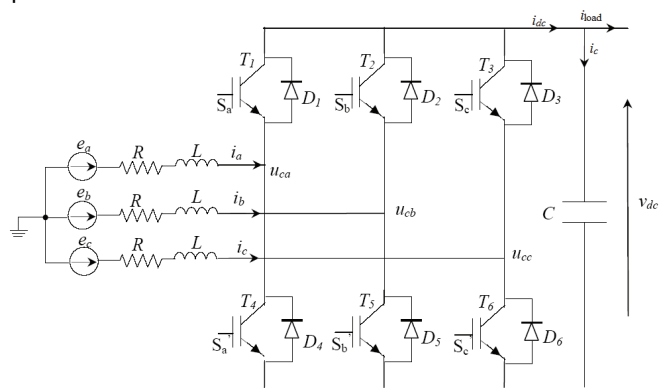 i_dc i_load
i_c
T_1 T_2 T_3
S_a D_1 S_b D_2 S_c D_3
e_a R L i_a u_ca
e_b R L i_b u_cb
e_c R L i_c u_cc
C v_dc
T_4 T_5 T_6
S_a' D_4 S_b' D_5 S_c' D_6